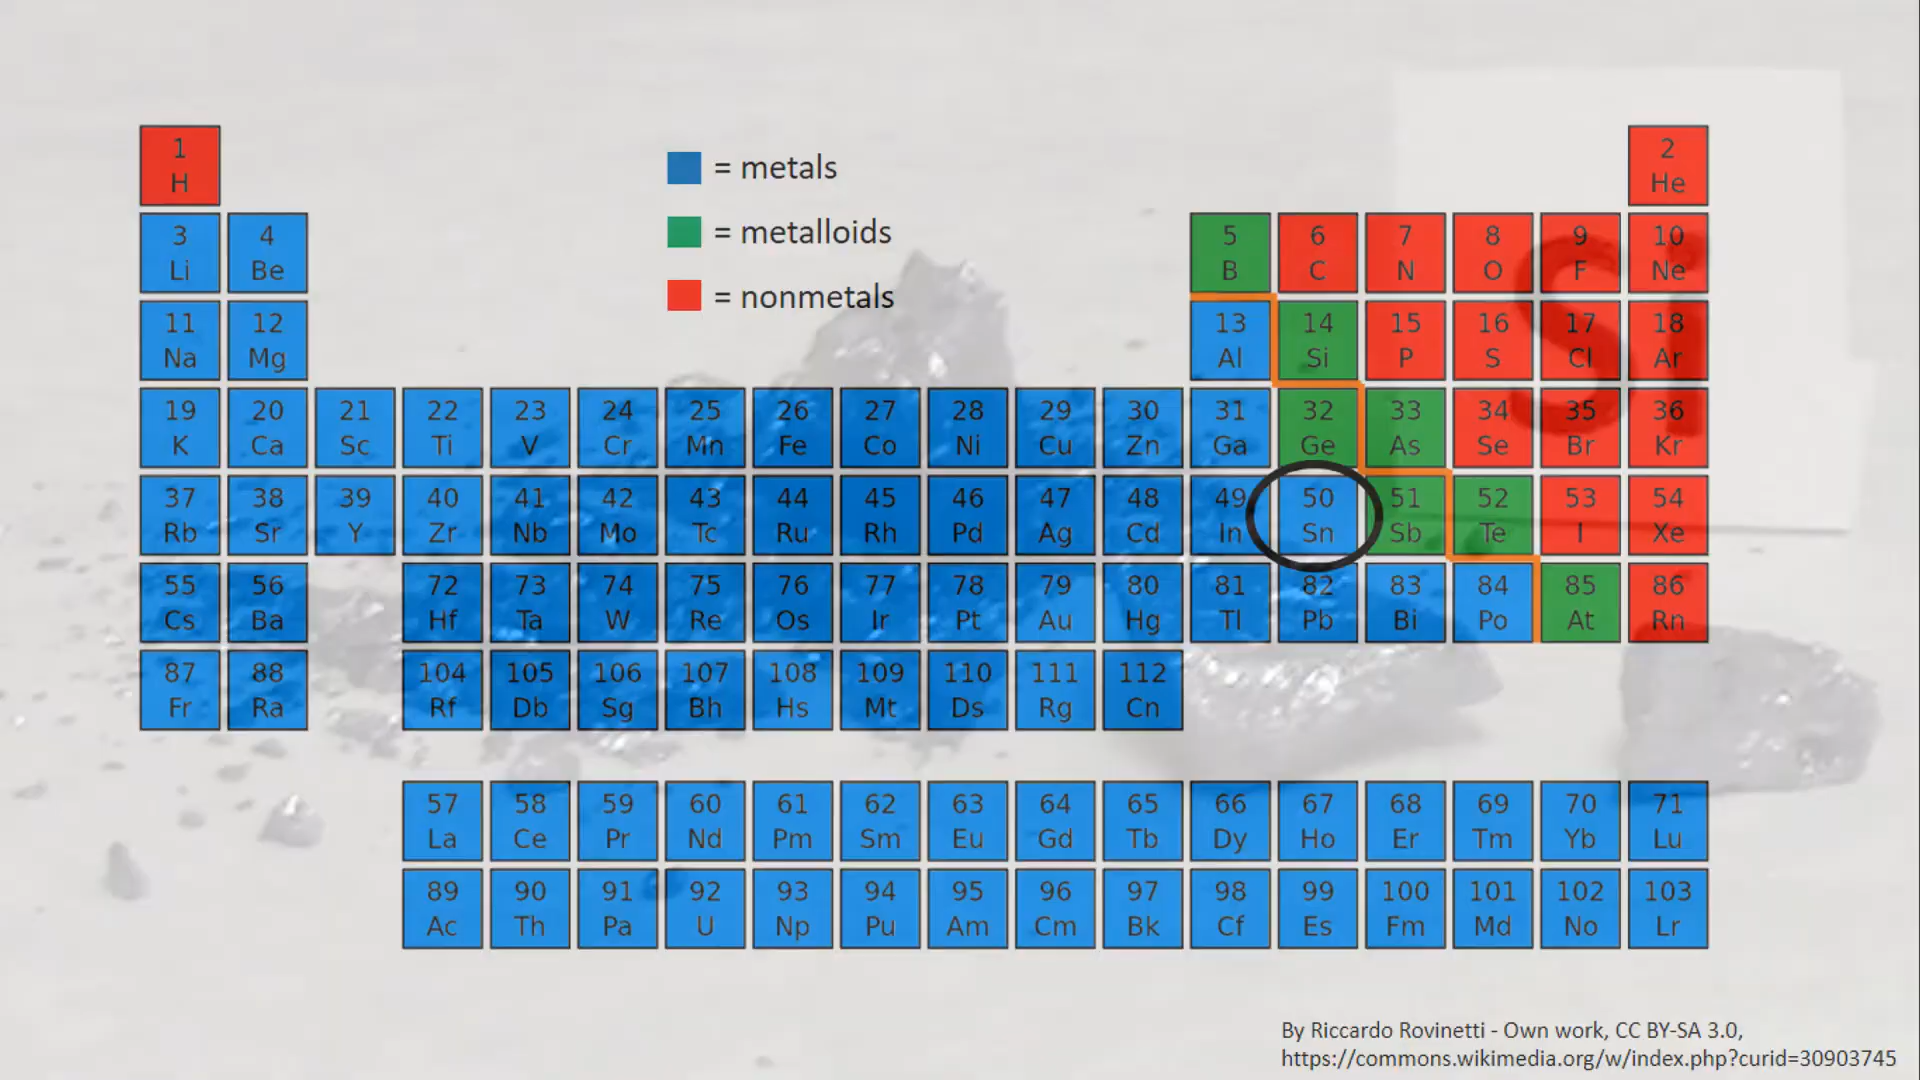 1
H
= metals
2
He
= metalloids
3
Li
4
Be
5
B
6
C
7
N
8
O
9
F
10
Ne
= nonmetals
Si
11
Na
12
Mg
13
Al
14
Si
15
P
16
S
17
Cl
18
Ar
19
K
20
Ca
21
Sc
22
Ti
23
V
24
Cr
25
Mn
26
Fe
27
Co
28
Ni
29
Cu
30
Zn
31
Ga
32
Ge
33
As
34
Se
35
Br
36
Kr
37
Rb
38
Sr
39
Y
40
Zr
41
Nb
42
Mo
43
Tc
44
Ru
45
Rh
46
Pd
47
Ag
48
Cd
49
In
50
Sn
51
Sb
52
Te
53
I
54
Xe
55
Cs
56
Ba
72
Hf
73
Ta
74
W
75
Re
76
Os
77
Ir
78
Pt
79
Au
80
Hg
81
Tl
82
Pb
83
Bi
84
Po
85
At
86
Rn
87
Fr
88
Ra
104
Rf
105
Db
106
Sg
107
Bh
108
Hs
109
Mt
110
Ds
111
Rg
112
Cn
57
La
58
Ce
59
Pr
60
Nd
61
Pm
62
Sm
63
Eu
64
Gd
65
Tb
66
Dy
67
Ho
68
Er
69
Tm
70
Yb
71
Lu
89
Ac
90
Th
91
Pa
92
U
93
Np
94
Pu
95
Am
96
Cm
97
Bk
98
Cf
99
Es
100
Fm
101
Md
102
No
103
Lr
By Riccardo Rovinetti - Own work, CC BY-SA 3.0,
https://commons.wikimedia.org/w/index.php?curid=30903745